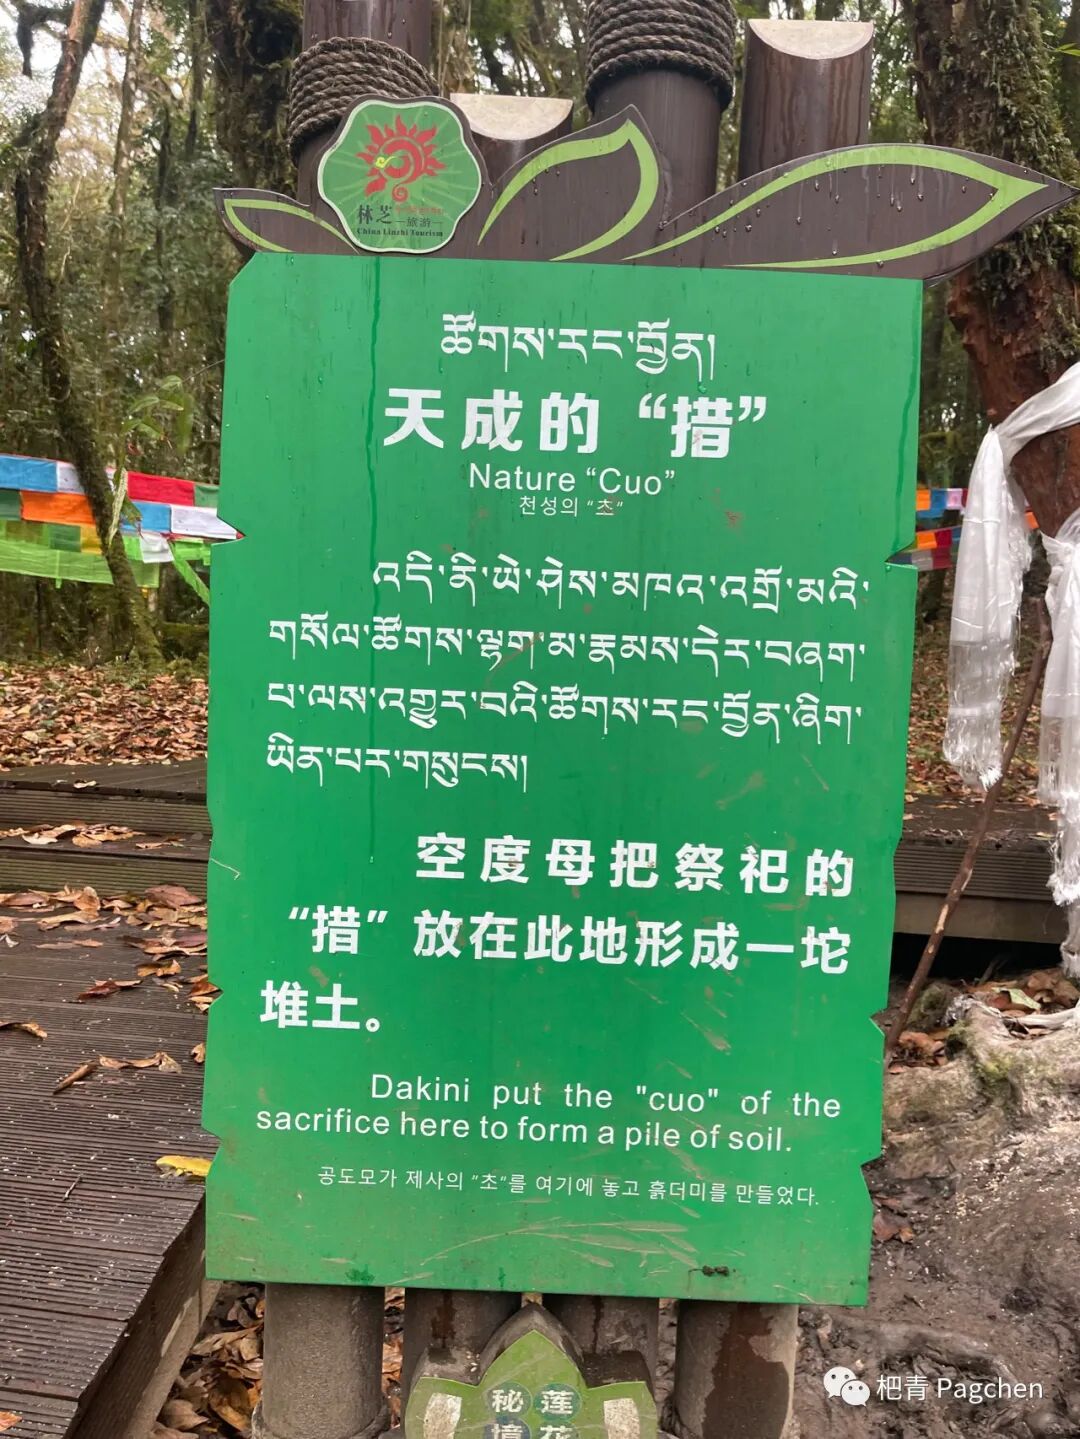 林芝
旅游
China Linzhi Tourism
ཚོགས་རང་བྱོན།
天成的“措”
Nature “Cuo”
천성의 “초”
འདི་ནི་ཡེ་ཤེས་མཁའ་འགྲོ་མའི་
གསོལ་ཚོགས་ལྷག་མ་རྣམས་དེར་བཞག་
པ་ལས་འགྱུར་བའི་ཚོགས་རང་བྱོན་ཞིག་
ཡིན་པར་གསུངས།
空度母把祭祀的
“措”放在此地形成一坨
堆土。
Dakini put the "cuo" of the
sacrifice here to form a pile of soil.
공도모가 제사의 "초"를 여기에 놓고 흙더미를 만들었다.
秘 莲
境 花
杷青 Pagchen